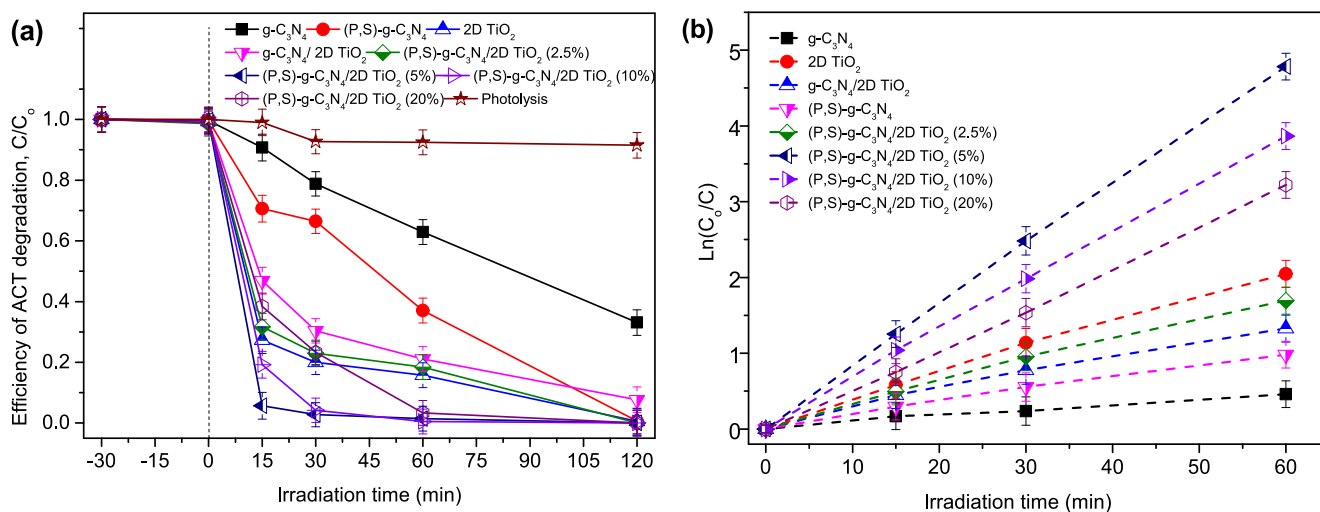 (a)
g-C₃N₄ (P,S)-g-C₃N₄ 2D TiO₂
g-C₃N₄/ 2D TiO₂ (P,S)-g-C₃N₄/2D TiO₂ (2.5%)
(P,S)-g-C₃N₄/2D TiO₂ (5%) (P,S)-g-C₃N₄/2D TiO₂ (10%)
(P,S)-g-C₃N₄/2D TiO₂ (20%) Photolysis
Efficiency of ACT degradation, C/Cₒ
1.0
0.8
0.6
0.4
0.2
0.0
-30 -15 0 15 30 45 60 75 90 105 120
Irradiation time (min)
(b)
g-C₃N₄
2D TiO₂
g-C₃N₄/2D TiO₂
(P,S)-g-C₃N₄
(P,S)-g-C₃N₄/2D TiO₂ (2.5%)
(P,S)-g-C₃N₄/2D TiO₂ (5%)
(P,S)-g-C₃N₄/2D TiO₂ (10%)
(P,S)-g-C₃N₄/2D TiO₂ (20%)
Ln(Cₒ/C)
5
4
3
2
1
0
0 10 20 30 40 50 60
Irradiation time (min)